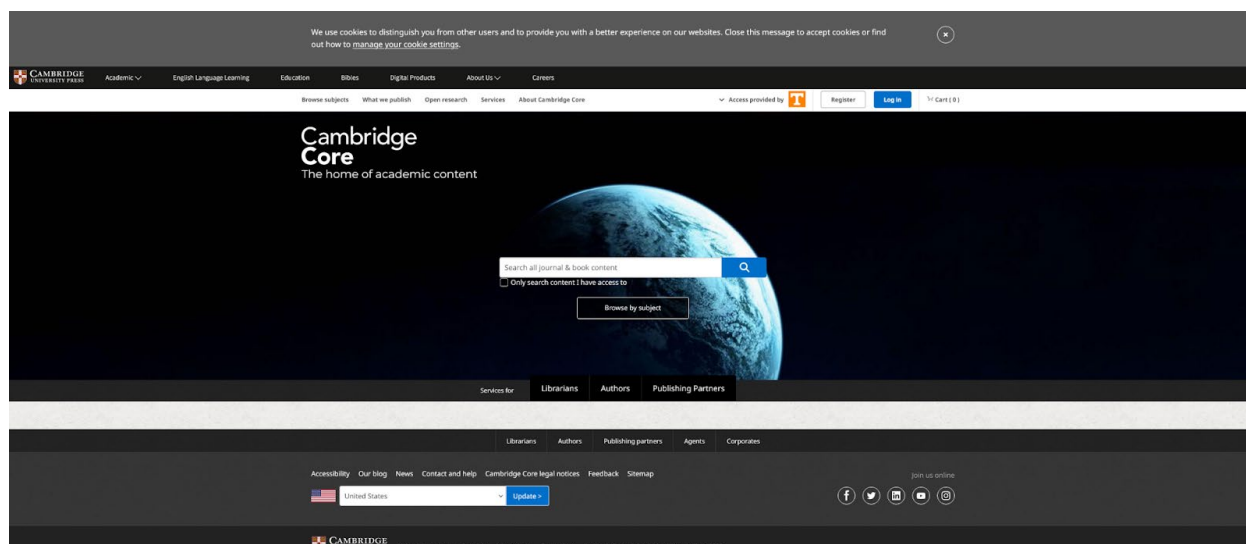 We use cookies to distinguish you from other users and to provide you with a better experience on our websites. Close this message to accept cookies or find
out how to manage your cookie settings.
CAMBRIDGE
UNIVERSITY PRESS
Academic
English Language Learning
Education
Bibles
Digital Products
About Us
Careers
Browse subjects
What we publish
Open research
Services
About Cambridge Core
Access provided by
T
Register
Log in
Cart ( 0 )
Cambridge
Core
The home of academic content
Search all journal & book content
Only search content I have access to
Browse by subject
Services for
Librarians
Authors
Publishing Partners
Librarians
Authors
Publishing partners
Agents
Corporates
Accessibility
Our blog
News
Contact and help
Cambridge Core legal notices
Feedback
Sitemap
Join us online
United States
Update >
CAMBRIDGE